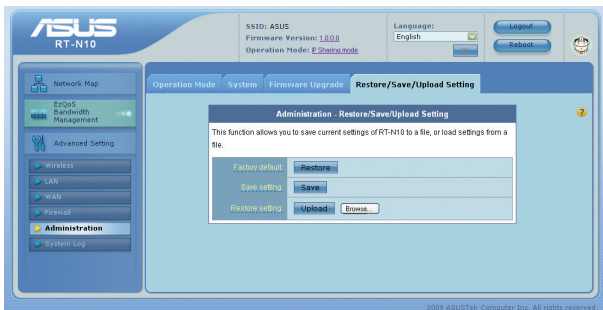 ASUS
RT-N10
SSID: ASUS
Firmware Version: 1.0.0.0
Operation Mode: IP Sharing mode
Language:
English
Logout
Reboot
Network Map
EzQoS
Bandwidth
Management
Advanced Setting
Wireless
LAN
WAN
Firewall
Administration
System Log
Operation Mode System Firmware Upgrade Restore/Save/Upload Setting
Administration - Restore/Save/Upload Setting
This function allows you to save current settings of RT-N10 to a file, or load settings from a
file.
Factory default: Restore
Save setting: Save
Restore setting: Upload Browse...
2009 ASUSTek Computer Inc. All rights reserved.